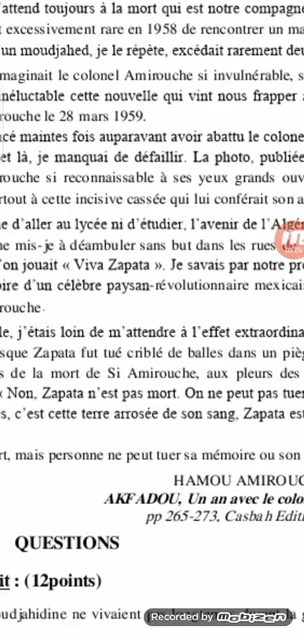 'attend toujours à la mort qui est notre compagne
t excessivement rare en 1958 de rencontrer un ma
'un moudjahed, je le répète, excédait rarement deu
maginait le colonel Amirouche si invulnérable, s
inéluctable cette nouvelle qui vint nous frapper
rouche le 28 mars 1959.
cé maintes fois auparavant avoir abattu le colone
et là, je manquai de défaillir. La photo, publiée
rouche si reconnaissable à ses yeux grands ouv
rtout à cette incisive cassée qui lui conférait son a
e d'aller au lycée ni d'étudier, l'avenir de l'Algér
me mis-je à déambuler sans but dans les rues
'on jouait « Viva Zapata ». Je savais par notre pr
oire d'un célèbre paysan-révolutionnaire mexicai
rouche.
le, j'étais loin de m'attendre à l'effet extraordina
sque Zapata fut tué criblé de balles dans un piè
s de la mort de Si Amirouche, aux pleurs des
« Non, Zapata n'est pas mort. On ne peut pas tuer
s, c'est cette terre arrosée de son sang, Zapata est
rt, mais personne ne peut tuer sa mémoire ou son
HAMOU AMIROUC
AKFADOU, Un an avec le colo
pp 265-273, Casbah Editi
QUESTIONS
it : (12points)
oudjahidine ne vivaient
Recorded by Mobizen